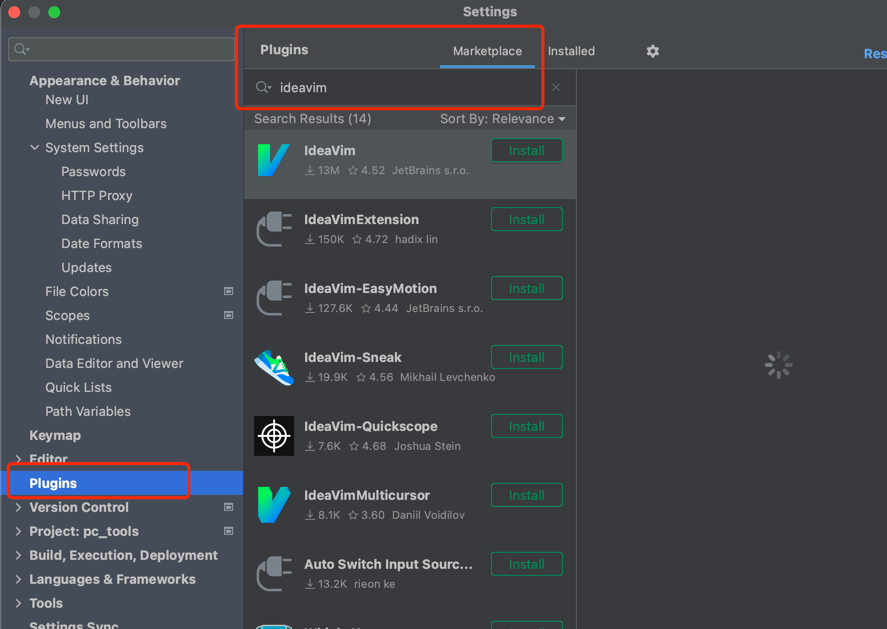 Settings
Appearance & Behavior
New UI
Menus and Toolbars
System Settings
Passwords
HTTP Proxy
Data Sharing
Date Formats
Updates
File Colors
Scopes
Notifications
Data Editor and Viewer
Quick Lists
Path Variables
Keymap
Editor
Plugins
Version Control
Project: pc_tools
Build, Execution, Deployment
Languages & Frameworks
Tools
Settings Sync
Plugins
Marketplace
Installed
Res
ideavim
Search Results (14)
Sort By: Relevance
IdeaVim
Install
13M 4.52 JetBrains s.r.o.
IdeaVimExtension
Install
150K 4.72 hadix lin
IdeaVim-EasyMotion
Install
127.6K 4.44 JetBrains s.r.o.
IdeaVim-Sneak
Install
19.9K 4.56 Mikhail Levchenko
IdeaVim-Quickscope
Install
7.6K 4.68 Joshua Stein
IdeaVimMulticursor
Install
8.1K 3.60 Daniil Voidilov
Auto Switch Input Sourc...
Install
13.2K rieon ke